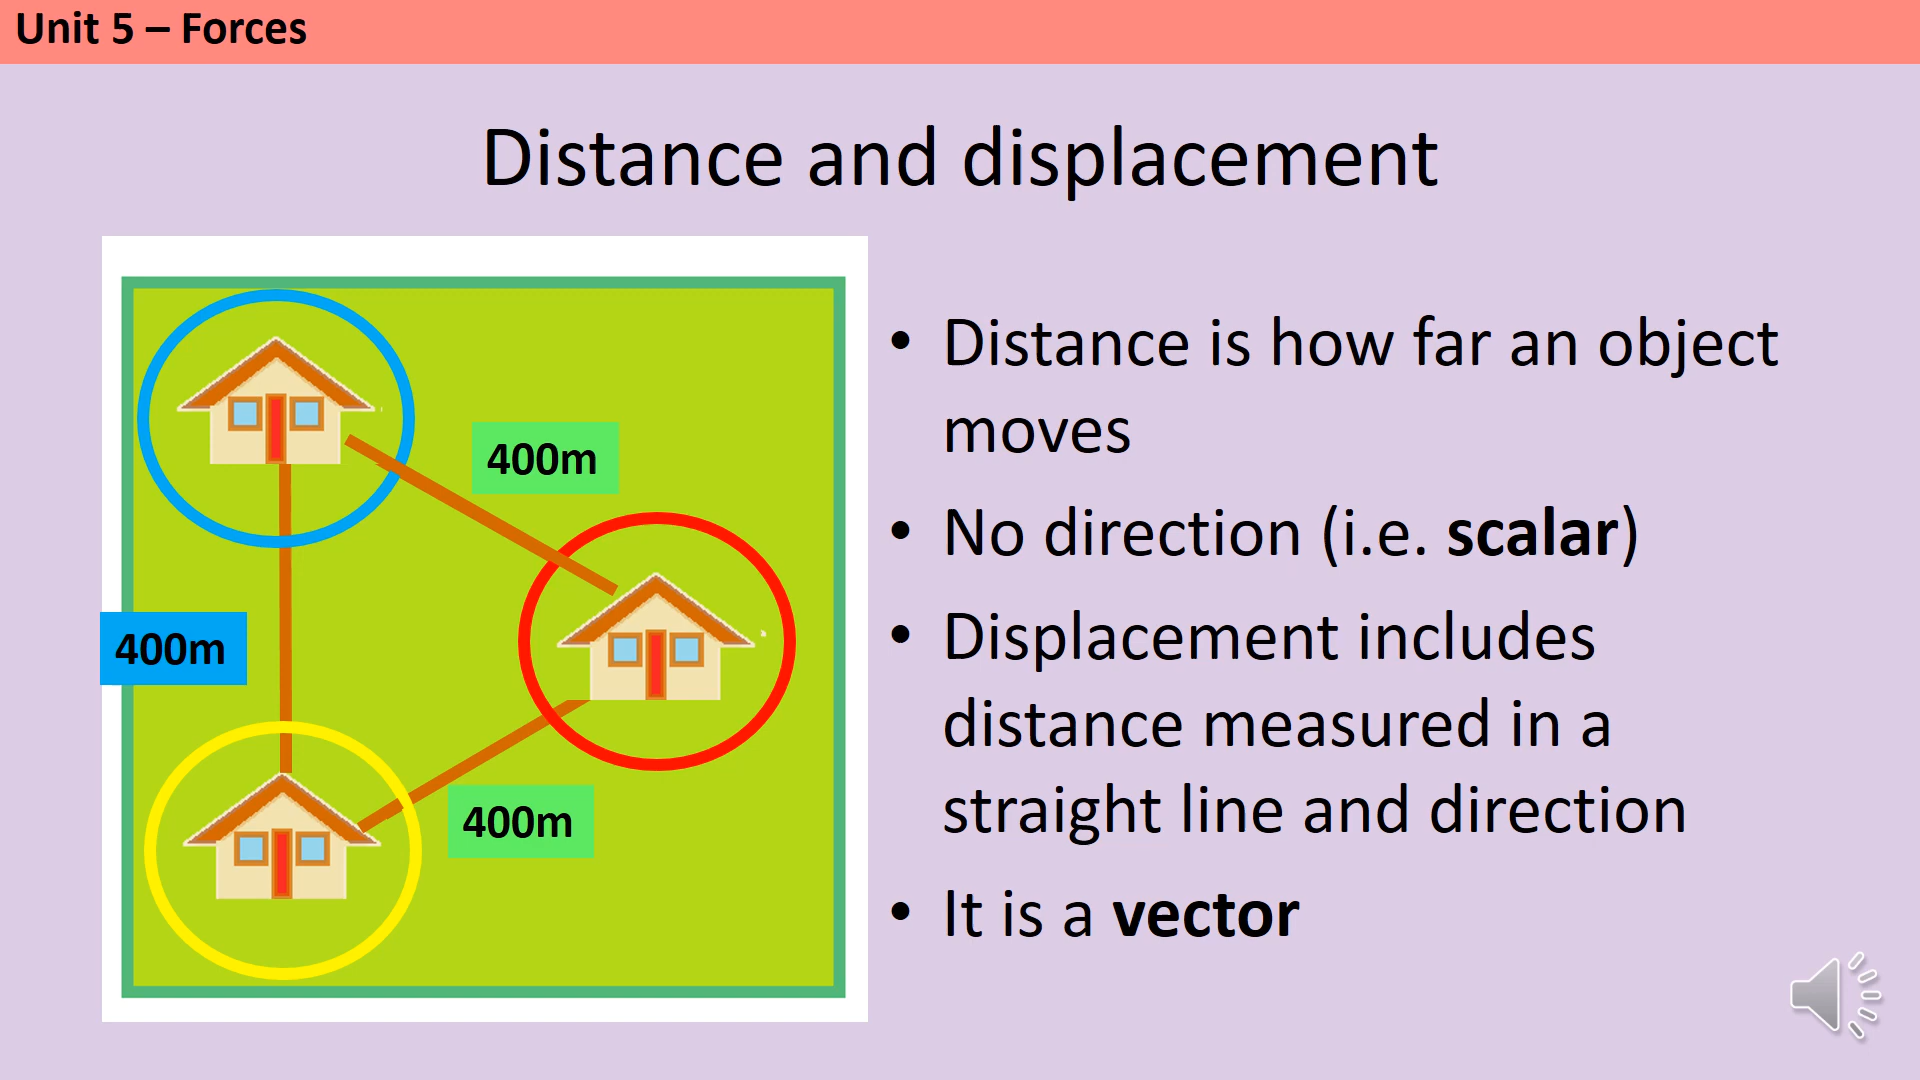 Unit 5 – Forces
Distance and displacement
400m
400m
400m
• Distance is how far an object
moves
• No direction (i.e. scalar)
• Displacement includes
distance measured in a
straight line and direction
• It is a vector